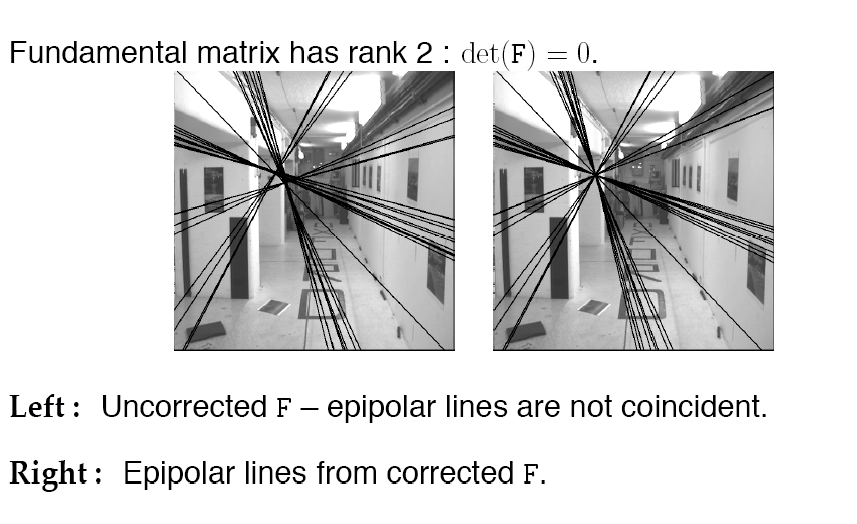 Fundamental matrix has rank 2 : det(F) = 0.
Left : Uncorrected F – epipolar lines are not coincident.
Right : Epipolar lines from corrected F.